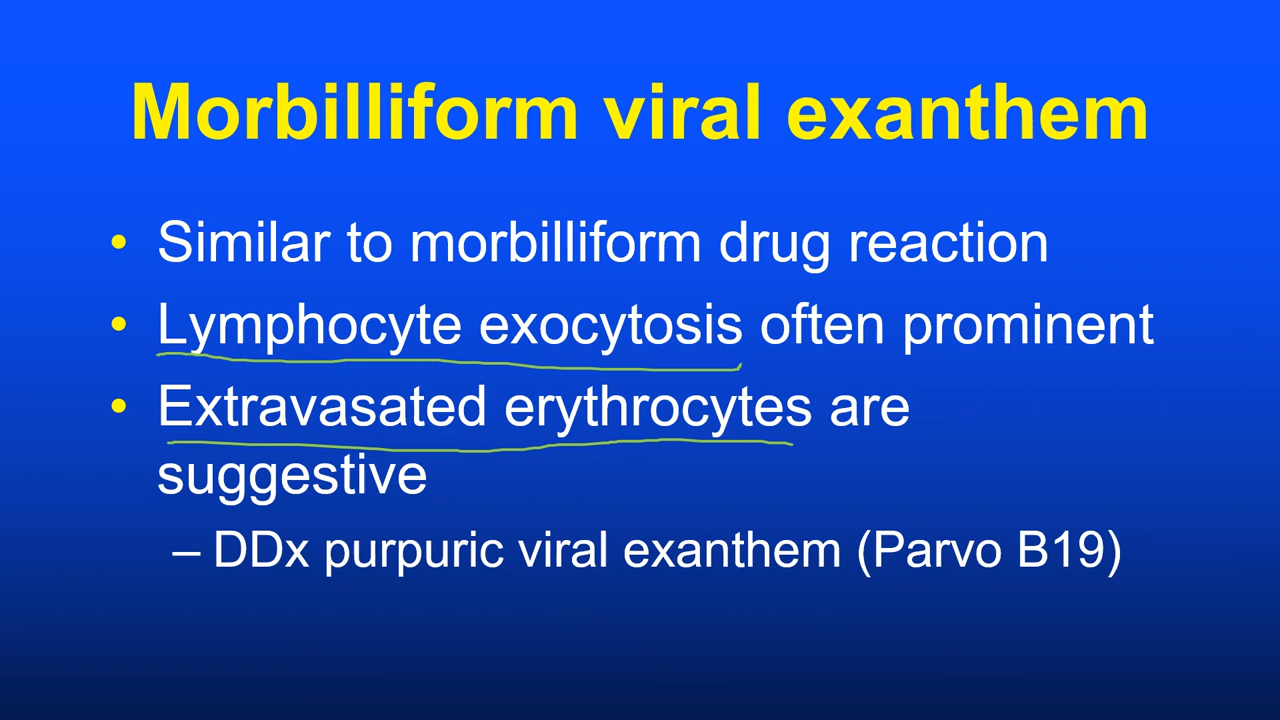 Morbilliform viral exanthem
• Similar to morbilliform drug reaction
• Lymphocyte exocytosis often prominent
• Extravasated erythrocytes are
suggestive
– DDx purpuric viral exanthem (Parvo B19)